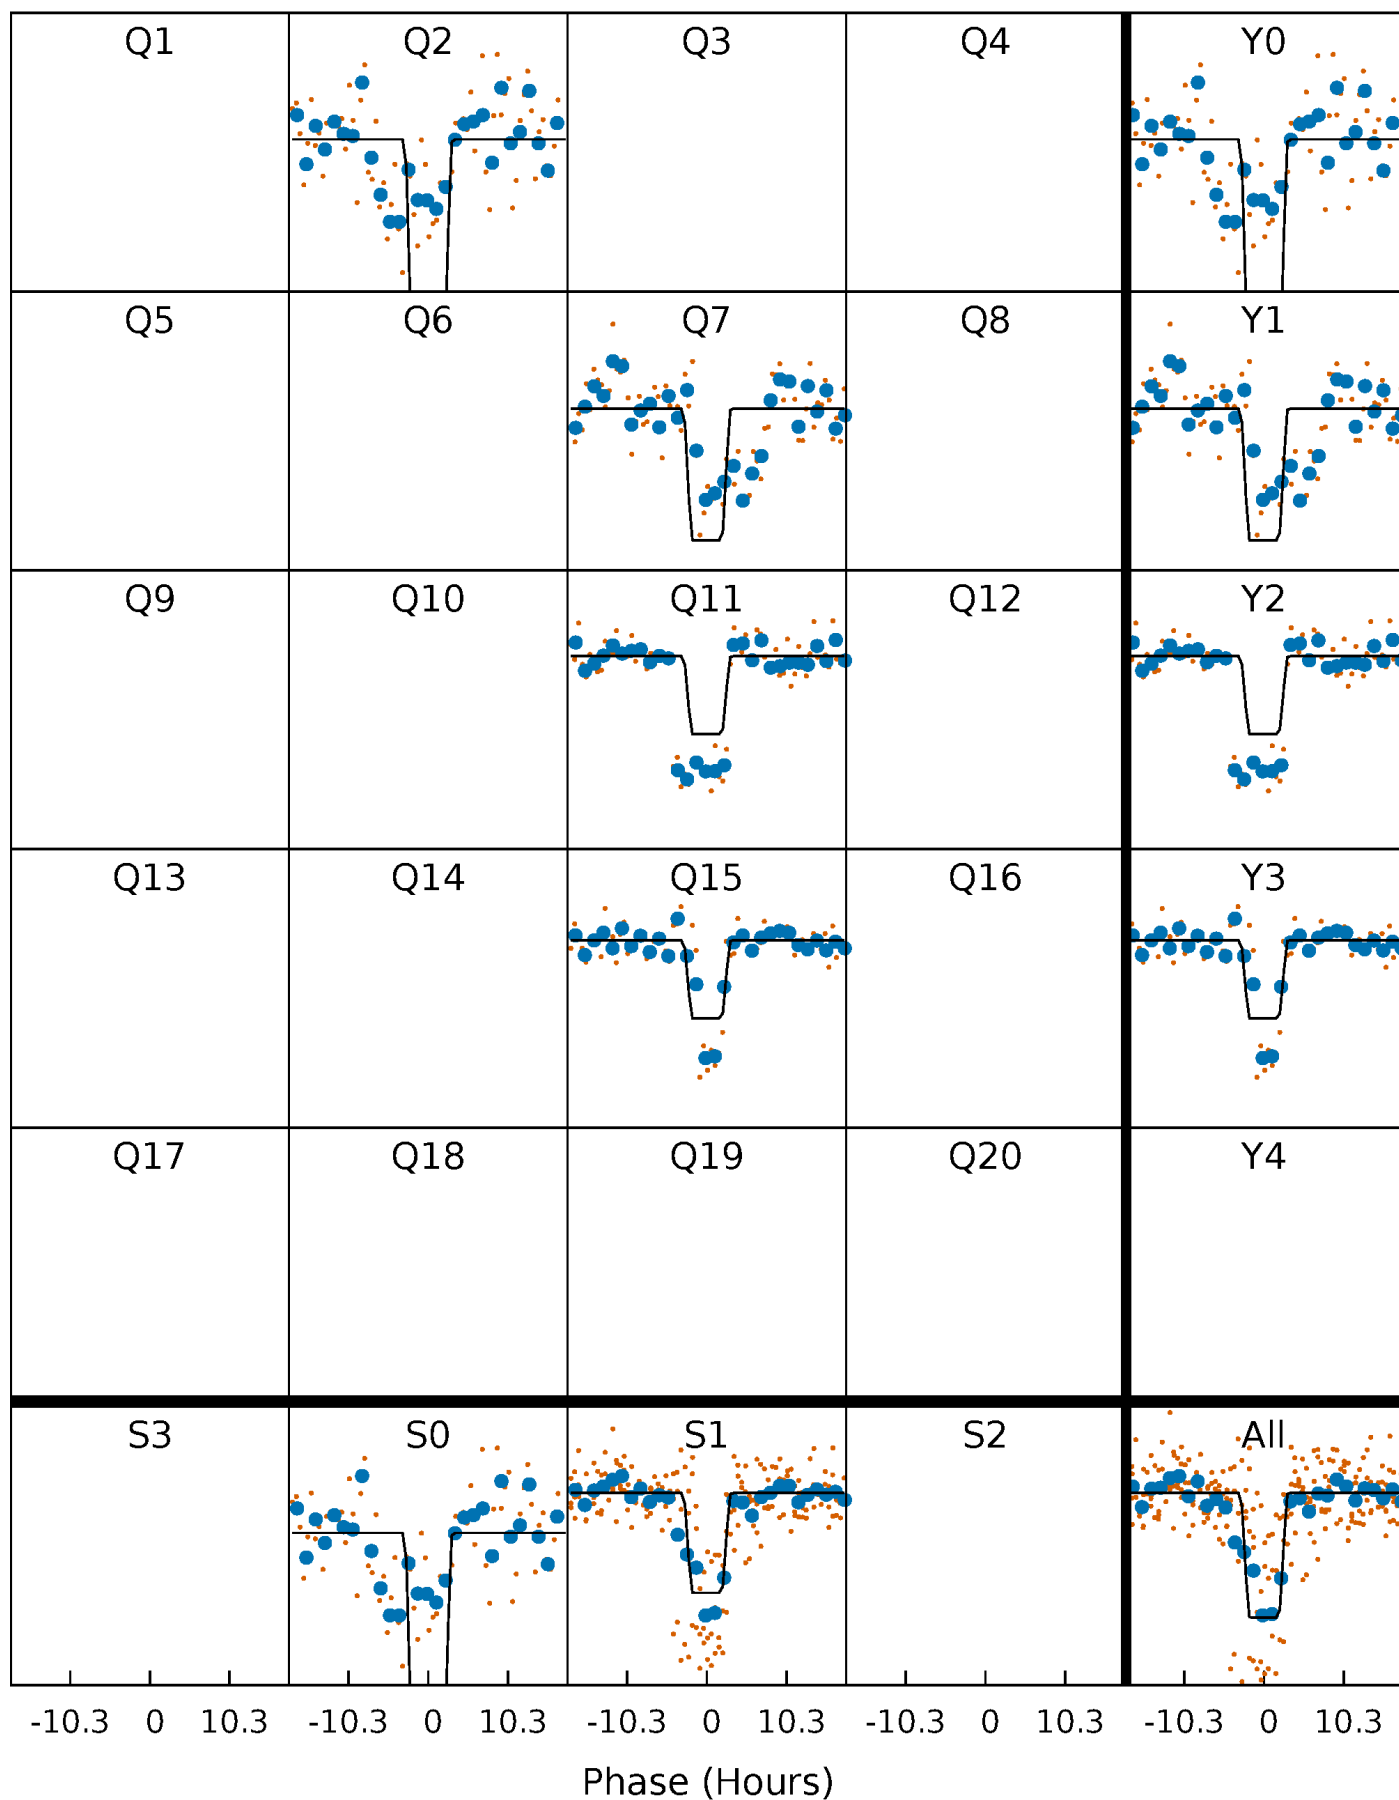 Q1 Q2 Q3 Q4 Y0
Q5 Q6 Q7 Q8 Y1
Q9 Q10 Q11 Q12 Y2
Q13 Q14 Q15 Q16 Y3
Q17 Q18 Q19 Q20 Y4
S3 S0 S1 S2 All
-10.3 0 10.3 -10.3 0 10.3 -10.3 0 10.3 -10.3 0 10.3 -10.3 0 10.3
Phase (Hours)